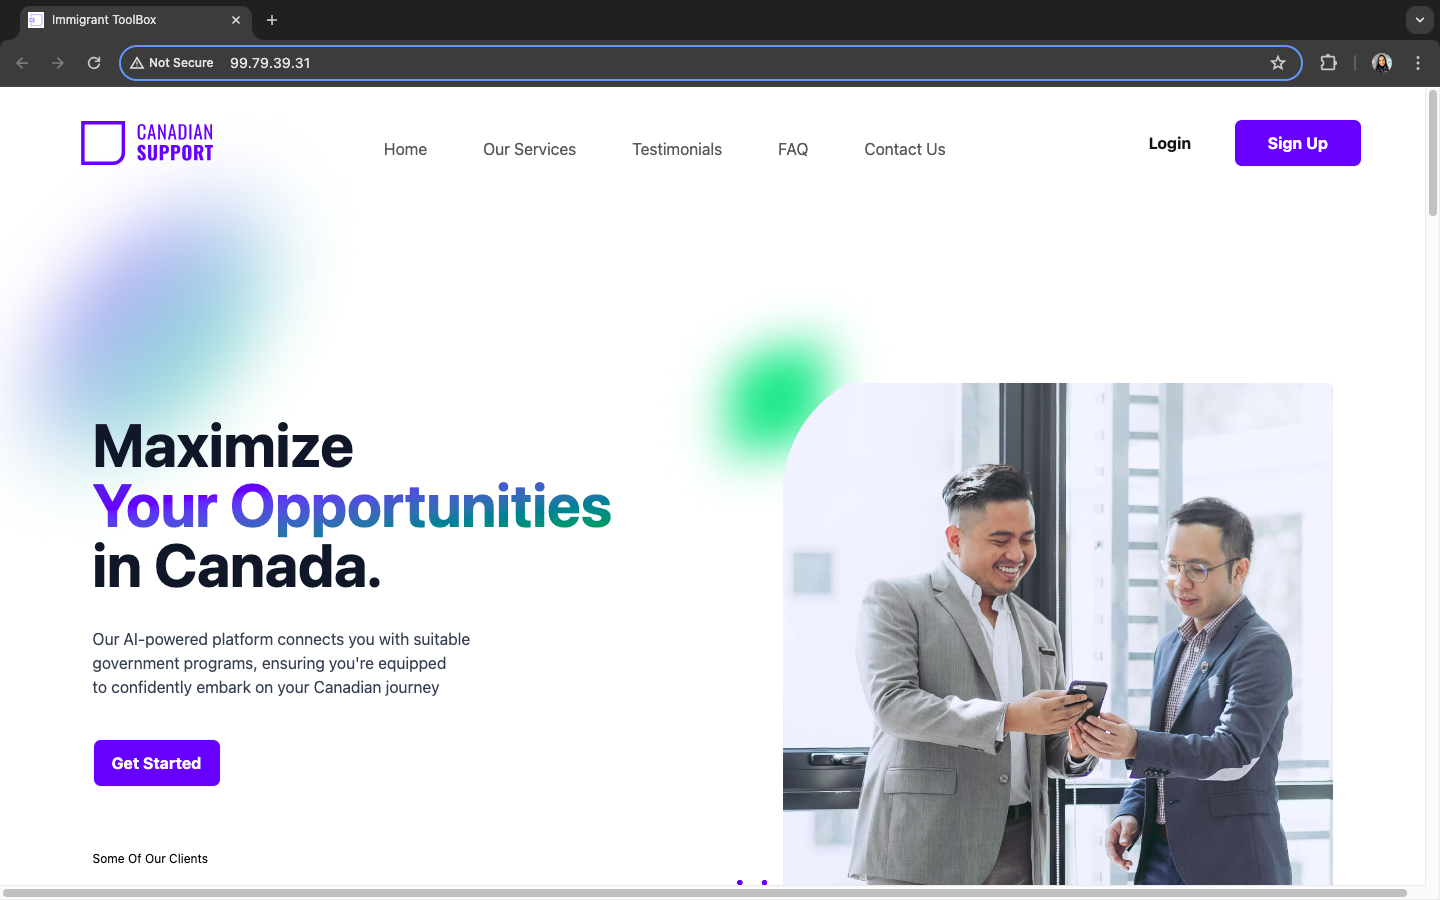 Immigrant ToolBox
Not Secure 99.79.39.31
CANADIAN
SUPPORT
Home Our Services Testimonials FAQ Contact Us Login Sign Up
Maximize
Your Opportunities
in Canada.
Our AI-powered platform connects you with suitable
government programs, ensuring you're equipped
to confidently embark on your Canadian journey
Get Started
Some Of Our Clients